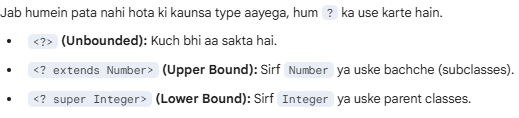 Jab humein pata nahi hota ki kaunsa type aayega, hum ? ka use karte hain.
• <?> (Unbounded): Kuch bhi aa sakta hai.
• <? extends Number> (Upper Bound): Sirf Number ya uske bachche (subclasses).
• <? super Integer> (Lower Bound): Sirf Integer ya uske parent classes.